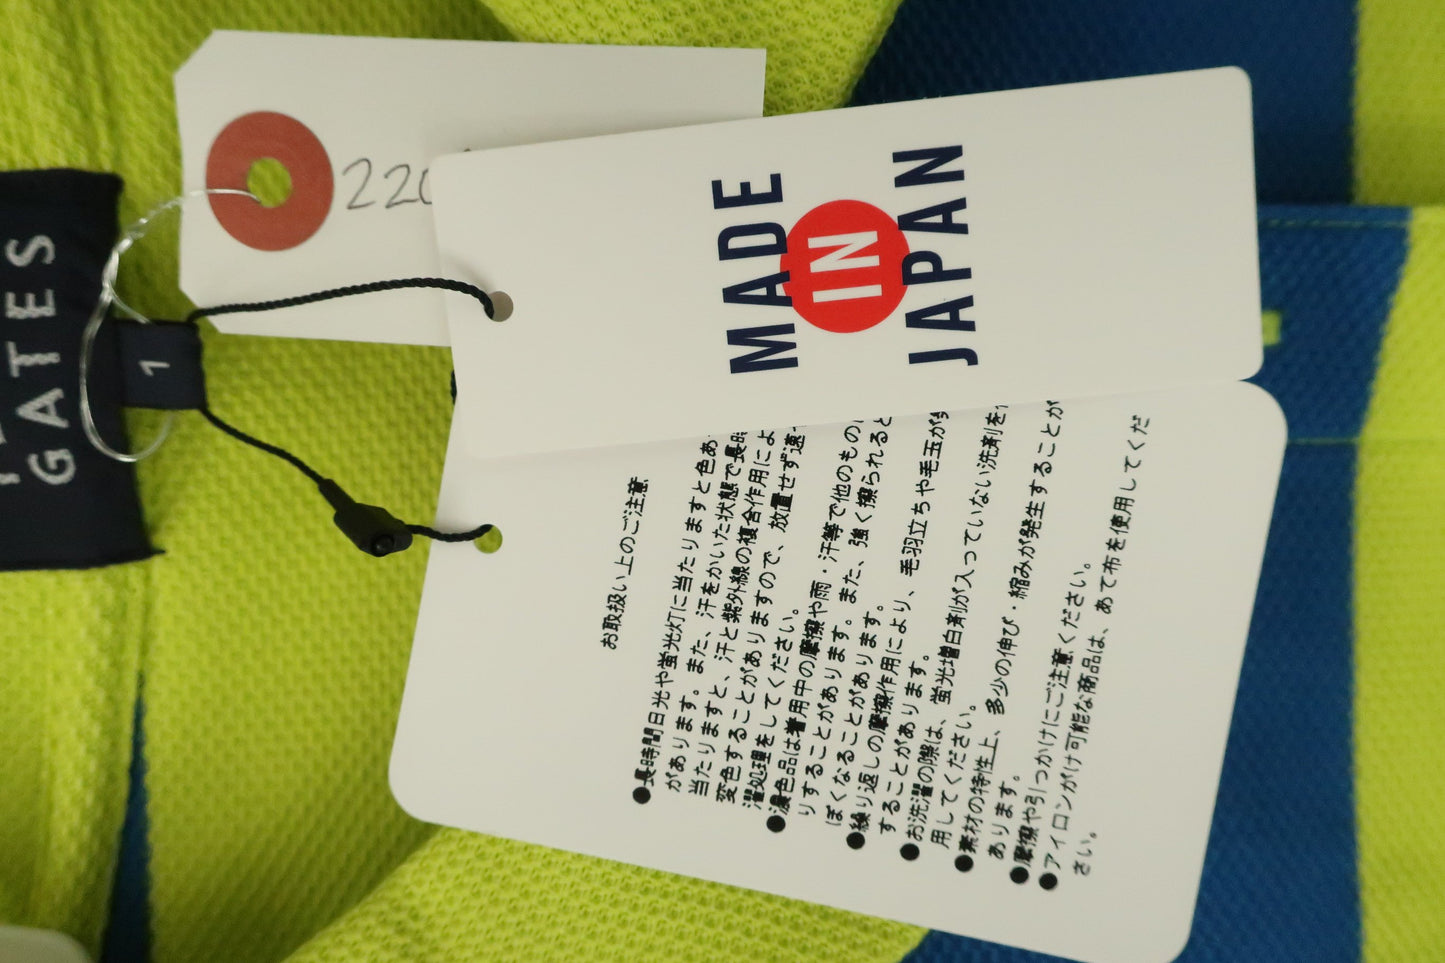 GATES
1
220
MADE
IN
JAPAN
お取扱い上のご注意
●長時間日光や蛍光灯に当たりますと色あ
があります。また、汗をかいた状態で長時
当たりますと、汗と紫外線の複合作用によ
変色することがありますので、放置せず速や
濯処理をしてください。
●濃色品は着用中の摩擦や雨・汗等で他のもの
りすることがあります。また、強く擦られると
ぽくなることがあります。
●繰り返しの摩擦作用により、毛羽立ちや毛玉が
することがあります。
●お洗濯の際は、蛍光増白剤が入っていない洗剤を
用してください。
●素材の特性上、多少の伸び・縮みが発生することが
あります。
●摩擦や引っかけにご注意ください。
●アイロンがけ可能な商品は、あて布を使用してくだ
さい。